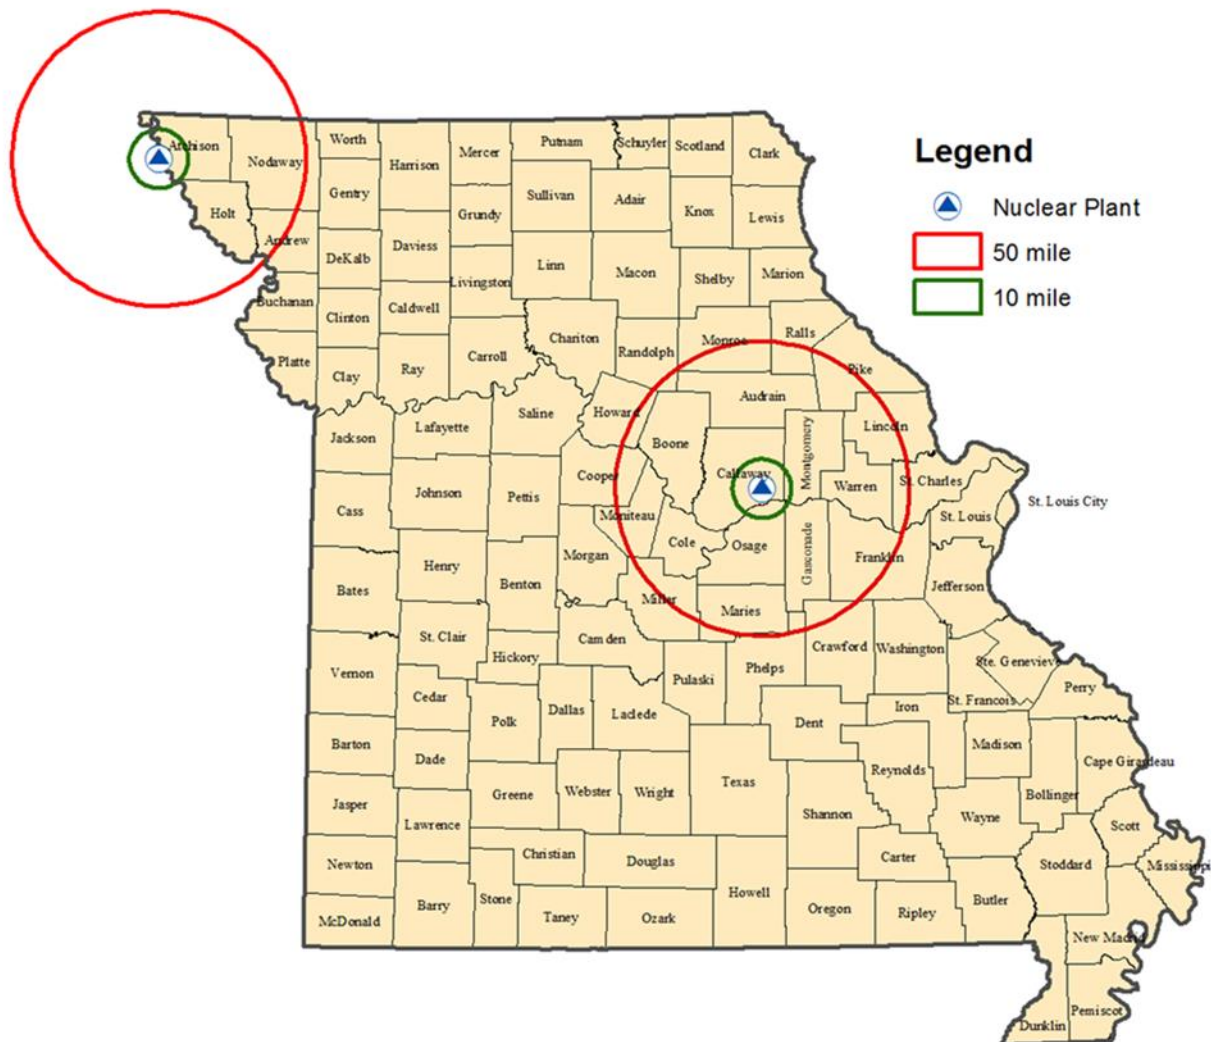 Legend
Nuclear Plant
50 mile
10 mile
Atchison
Nodaway
Worth
Harrison
Mercer
Putnam
Schuyler
Scotland
Clark
Gentry
Holt
Andrew
Grundy
Sullivan
Adair
Knox
Lewis
DeKalb
Daviess
Livingston
Linn
Macon
Shelby
Marion
Buchanan
Clinton
Caldwell
Chariton
Randolph
Monroe
Ralls
Pike
Platte
Clay
Ray
Carroll
Saline
Howard
Audrain
Boone
Callaway
Montgomery
Lincoln
Jackson
Lafayette
Cooper
Warren
St. Charles
St. Louis
St. Louis City
Cass
Johnson
Pettis
Moniteau
Cole
Osage
Gasconade
Franklin
Jefferson
Bates
Henry
Benton
Morgan
Miller
Maries
St. Clair
Hickory
Camden
Crawford
Washington
Ste. Genevieve
Vernon
Cedar
Pulaski
Phelps
St. Francois
Perry
Polk
Dallas
Laclede
Dent
Iron
Madison
Barton
Dade
Texas
Reynolds
Cape Girardeau
Bollinger
Jasper
Lawrence
Greene
Webster
Wright
Shannon
Wayne
Scott
Newton
Christian
Douglas
Carter
Stoddard
Mississippi
McDonald
Barry
Stone
Taney
Ozark
Howell
Oregon
Ripley
Butler
New Madrid
Dunklin
Pemiscot